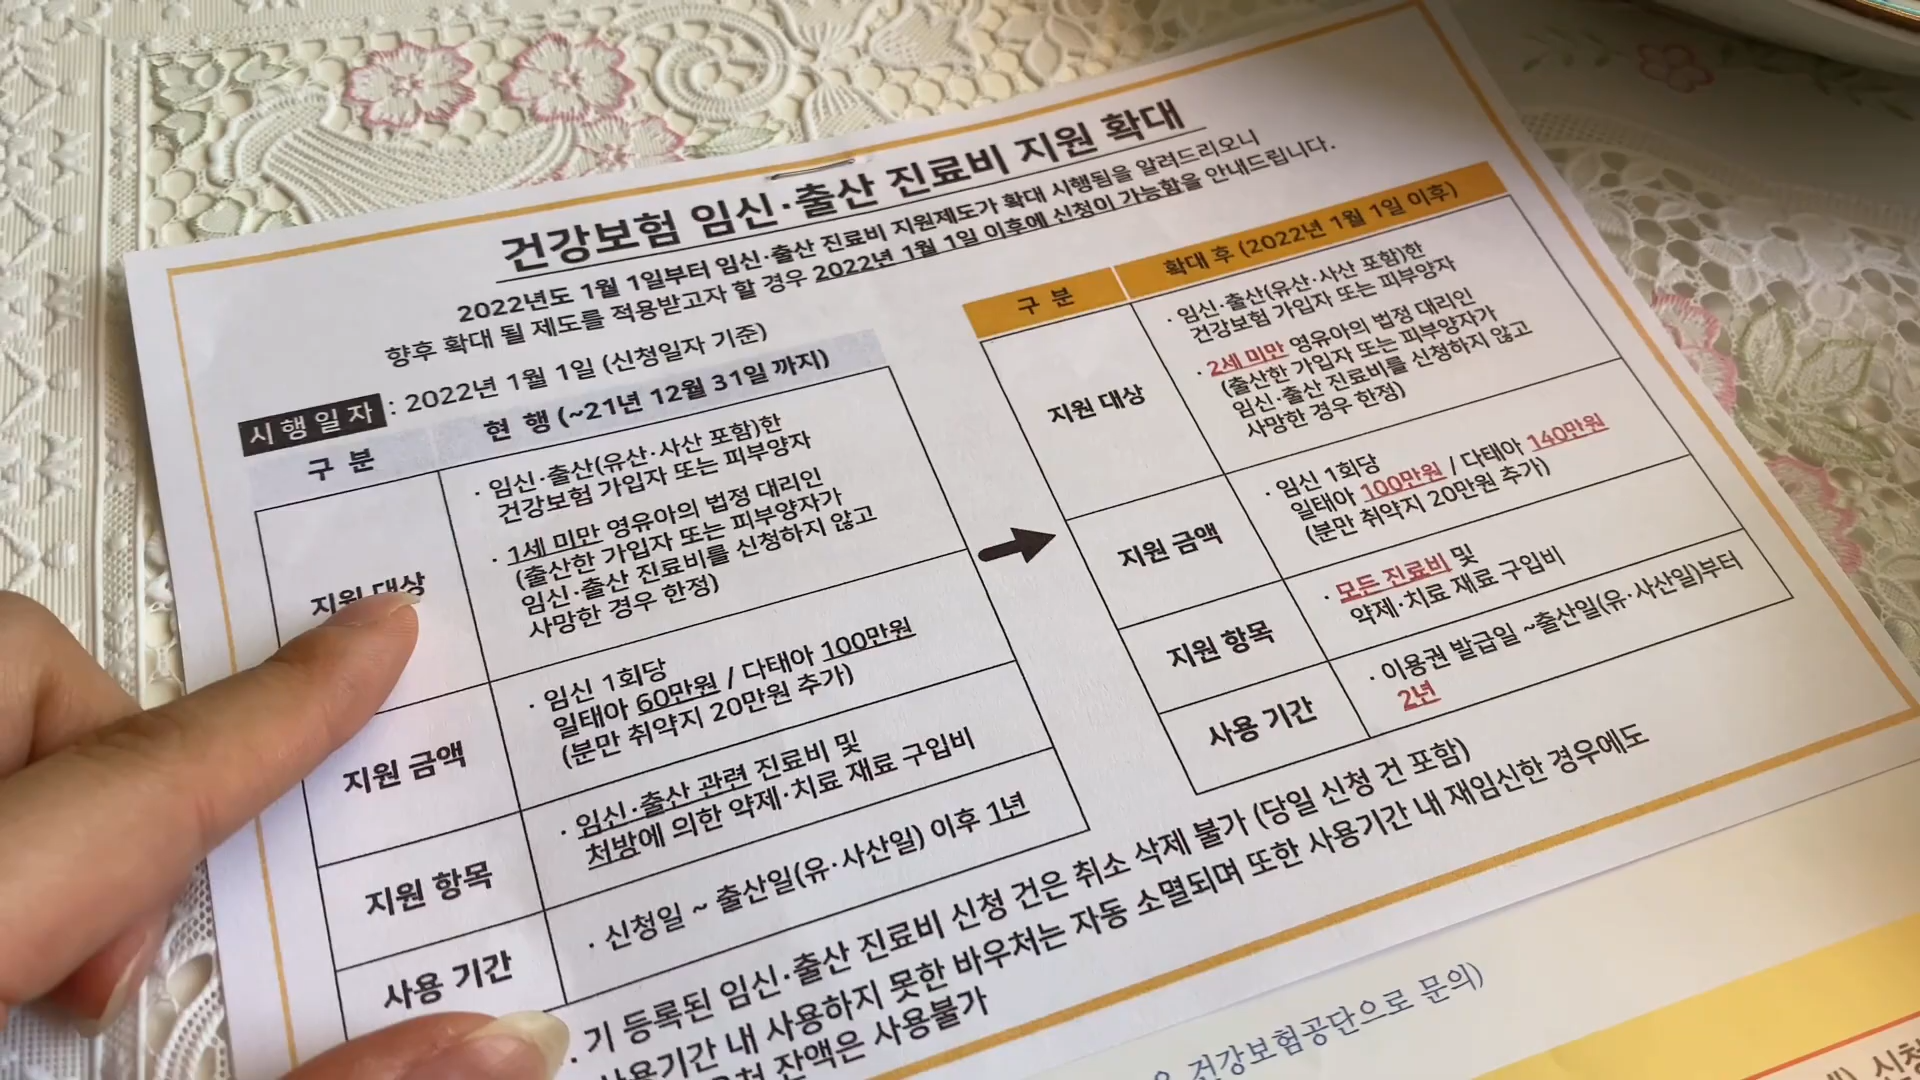 건강보험 임신·출산 진료비 지원 확대
2022년도 1월 1일부터 임신·출산 진료비 지원제도가 확대 시행됨을 알려드리오니
향후 확대 될 제도를 적용받고자 할 경우 2022년 1월 1일 이후에 신청이 가능함을 안내드립니다.
시행일자 : 2022년 1월 1일 (신청일자 기준)
구 분
현 행 (~21년 12월 31일 까지)
지원 대상
· 임신·출산(유산·사산 포함)한
건강보험 가입자 또는 피부양자
· 1세 미만 영유아의 법정 대리인
(출산한 가입자 또는 피부양자가
임신·출산 진료비를 신청하지 않고
사망한 경우 한정)
지원 금액
· 임신 1회당
일태아 60만원 / 다태아 100만원
(분만 취약지 20만원 추가)
지원 항목
· 임신·출산 관련 진료비 및
처방에 의한 약제·치료 재료 구입비
사용 기간
· 신청일 ~ 출산일(유·사산일) 이후 1년
구 분
확대 후 (2022년 1월 1일 이후)
지원 대상
· 임신·출산(유산·사산 포함)한
건강보험 가입자 또는 피부양자
· 2세 미만 영유아의 법정 대리인
(출산한 가입자 또는 피부양자가
임신·출산 진료비를 신청하지 않고
사망한 경우 한정)
지원 금액
· 임신 1회당
일태아 100만원 / 다태아 140만원
(분만 취약지 20만원 추가)
지원 항목
· 모든 진료비 및
약제·치료 재료 구입비
사용 기간
· 이용권 발급일 ~출산일(유·사산일)부터
2년
· 기 등록된 임신·출산 진료비 신청 건은 취소 삭제 불가 (당일 신청 건 포함)
사용기간 내 사용하지 못한 바우처는 자동 소멸되며 또한 사용기간 내 재임신한 경우에도
잔액은 사용불가
건강보험공단으로 문의)